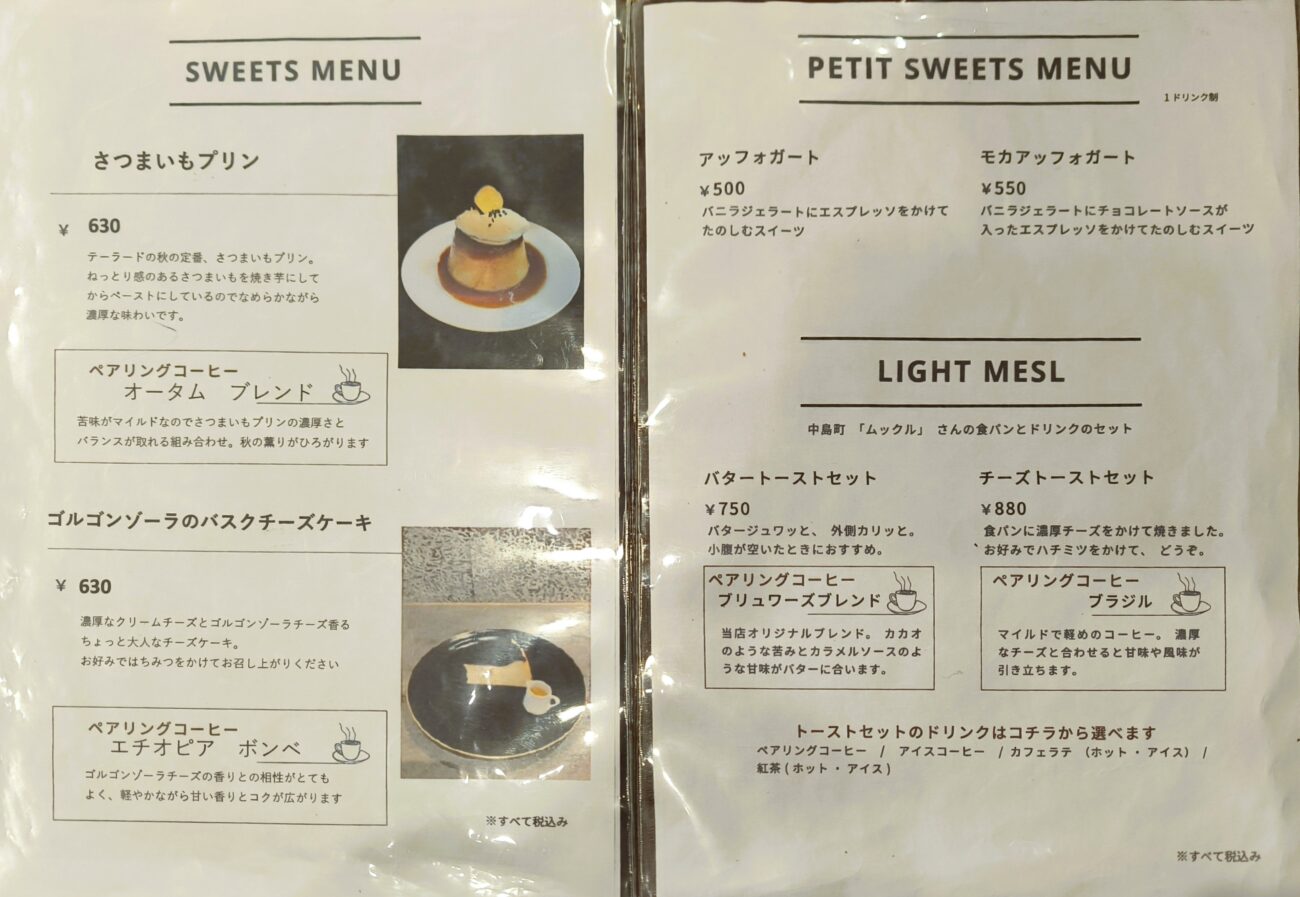 SWEETS MENU
さつまいもプリン
¥ 630
テーラードの秋の定番、さつまいもプリン。
ねっとり感のあるさつまいもを焼き芋にして
からペーストにしているのでなめらかながら
濃厚な味わいです。
ペアリングコーヒー
オータム ブレンド
苦味がマイルドなのでさつまいもプリンの濃厚さと
バランスが取れる組み合わせ。秋の薫りがひろがります
ゴルゴンゾーラのバスクチーズケーキ
¥ 630
濃厚なクリームチーズとゴルゴンゾーラチーズ香る
ちょっと大人なチーズケーキ。
お好みではちみつをかけてお召し上がりください
ペアリングコーヒー
エチオピア ボンベ
ゴルゴンゾーラチーズの香りとの相性がとても
よく、軽やかながら甘い香りとコクが広がります
※すべて税込み
PETIT SWEETS MENU
1ドリンク制
アッフォガート
¥500
バニラジェラートにエスプレッソをかけて
たのしむスイーツ
モカアッフォガート
¥550
バニラジェラートにチョコレートソースが
入ったエスプレッソをかけてたのしむスイーツ
LIGHT MESL
中島町 「ムックル」 さんの食パンとドリンクのセット
バタートーストセット
¥750
バタージュワッと、 外側カリッと。
小腹が空いたときにおすすめ。
ペアリングコーヒー
ブリュワーズブレンド
当店オリジナルブレンド。 カカオ
のような苦みとカラメルソースのよ
うな甘味がバターに合います。
チーズトーストセット
¥880
食パンに濃厚チーズをかけて焼きました。
お好みでハチミツをかけて、 どうぞ。
ペアリングコーヒー
ブラジル
マイルドで軽めのコーヒー。 濃厚
なチーズと合わせると甘味や風味が
引き立ちます。
トーストセットのドリンクはコチラから選べます
ペアリングコーヒー / アイスコーヒー / カフェラテ (ホット・アイス) /
紅茶 (ホット・アイス)
※すべて税込み